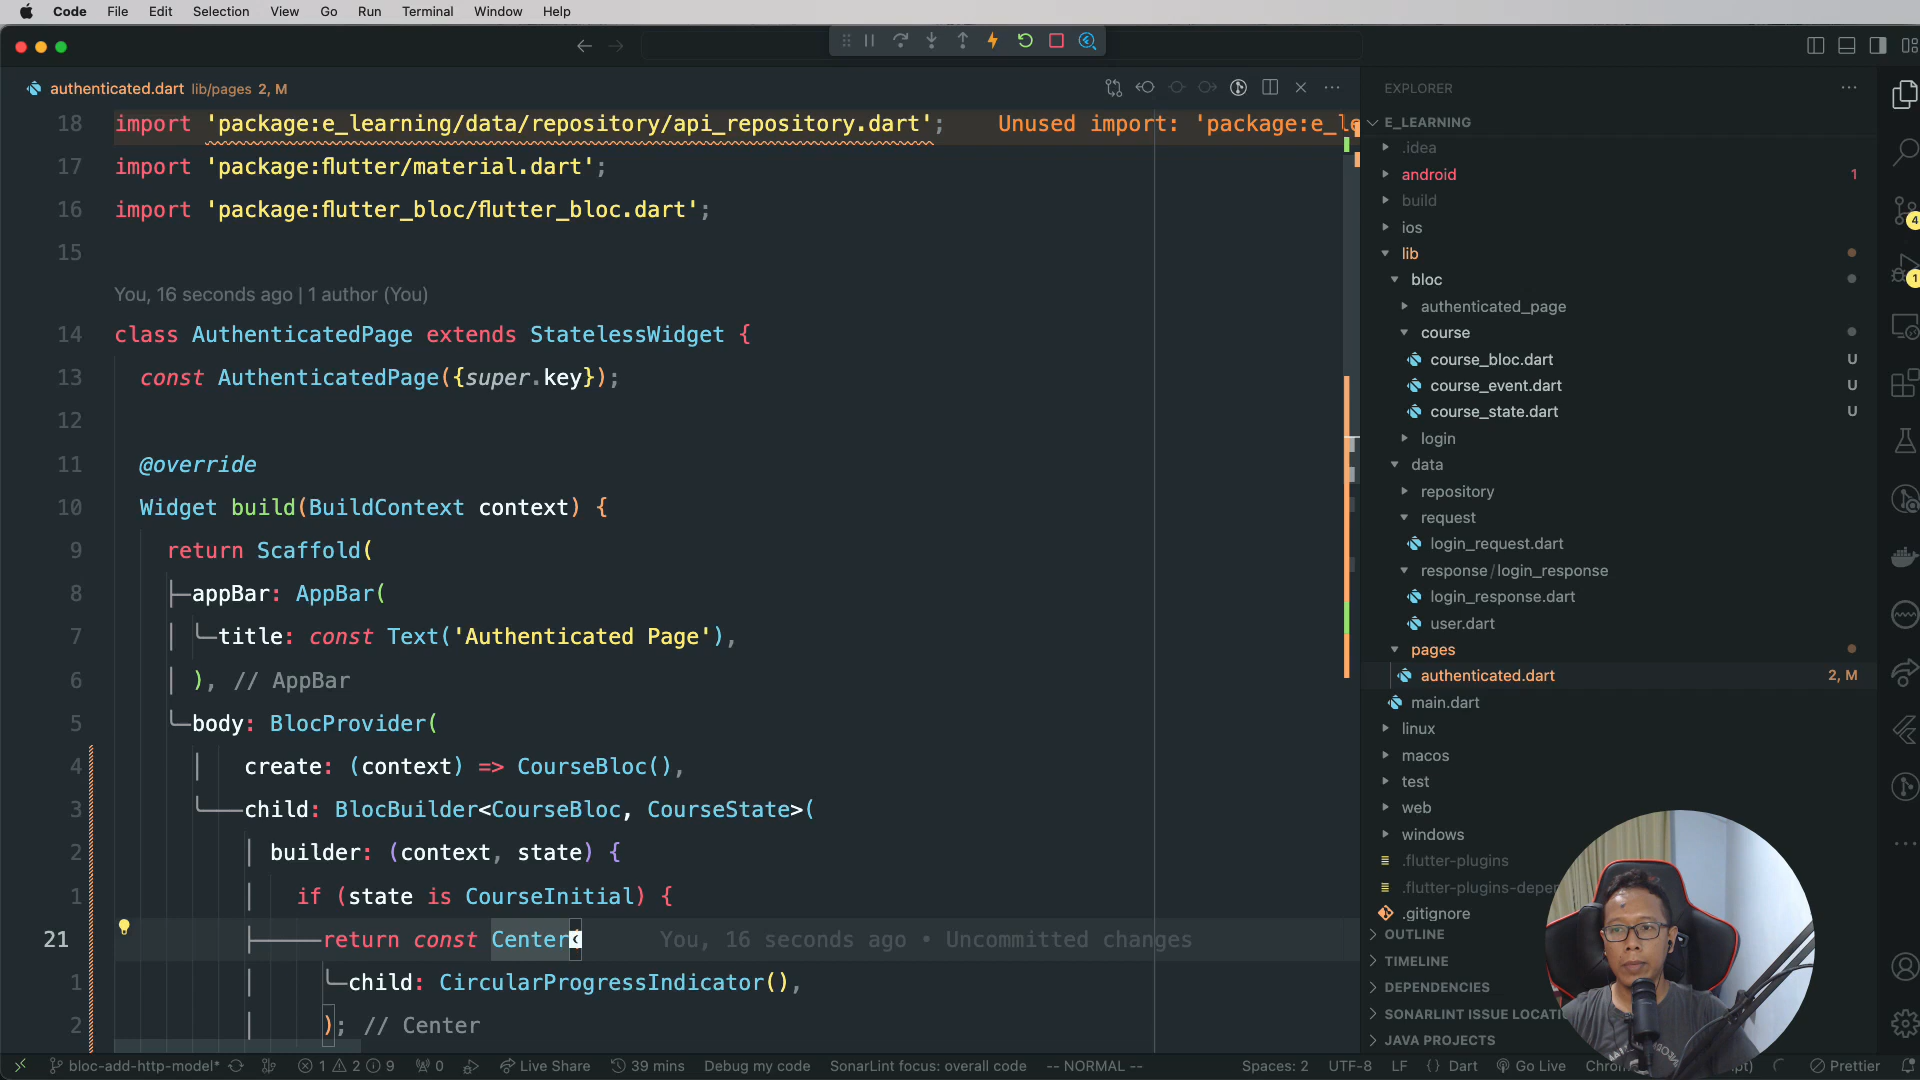 Code File Edit Selection View Go Run Terminal Window Help
authenticated.dart lib/pages 2, M
18 import 'package:e_learning/data/repository/api_repository.dart'; Unused import: 'package:e_le
17 import 'package:flutter/material.dart';
16 import 'package:flutter_bloc/flutter_bloc.dart';
15
You, 16 seconds ago | 1 author (You)
14 class AuthenticatedPage extends StatelessWidget {
13 const AuthenticatedPage({super.key});
12
11 @override
10 Widget build(BuildContext context) {
9 return Scaffold(
8 appBar: AppBar(
7 title: const Text('Authenticated Page'),
6 ), // AppBar
5 body: BlocProvider(
4 create: (context) => CourseBloc(),
3 child: BlocBuilder<CourseBloc, CourseState>(
2 builder: (context, state) {
1 if (state is CourseInitial) {
21 return const Center( You, 16 seconds ago • Uncommitted changes
1 child: CircularProgressIndicator(),
2 ); // Center
EXPLORER
E_LEARNING
.idea
android 1
build
ios
lib
bloc
authenticated_page
course
course_bloc.dart U
course_event.dart U
course_state.dart U
login
data
repository
request
login_request.dart
response/login_response
login_response.dart
user.dart
pages
authenticated.dart 2, M
main.dart
linux
macos
test
web
windows
.flutter-plugins
.flutter-plugins-depen
.gitignore
OUTLINE
TIMELINE
DEPENDENCIES
SONARLINT ISSUE LOCATI
JAVA PROJECTS
4
1
bloc-add-http-model* 1 2 9 0 Live Share 39 mins Debug my code SonarLint focus: overall code -- NORMAL -- Spaces: 2 UTF-8 LF {} Dart Go Live Chrom Prettier